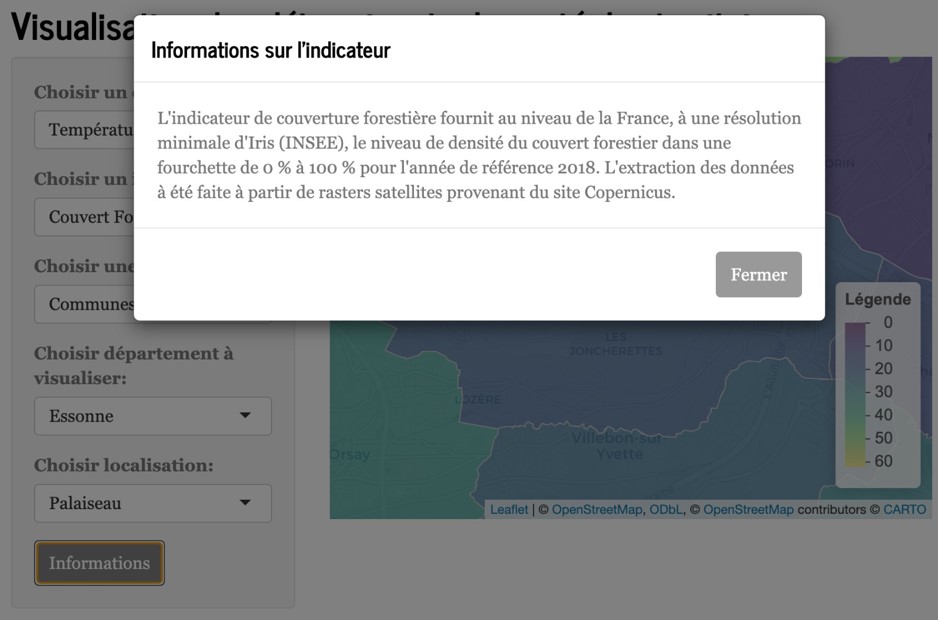 Informations sur l'indicateur
L'indicateur de couverture forestière fournit au niveau de la France, à une résolution
minimale d'Iris (INSEE), le niveau de densité du couvert forestier dans une
fourchette de 0 % à 100 % pour l'année de référence 2018. L'extraction des données
à été faite à partir de rasters satellites provenant du site Copernicus.
Fermer
Choisir un
Choisir un
Couvert Fo
Choisir une
Communes
Choisir département à
visualiser:
Essonne
Choisir localisation:
Palaiseau
Informations
LES
JONCHERETTES
LOZÈRE
Villebon-sur-
Yvette
Orsay
Légende
0
10
20
30
40
50
60
Leaflet | © OpenStreetMap, ODbL, © OpenStreetMap contributors © CARTO